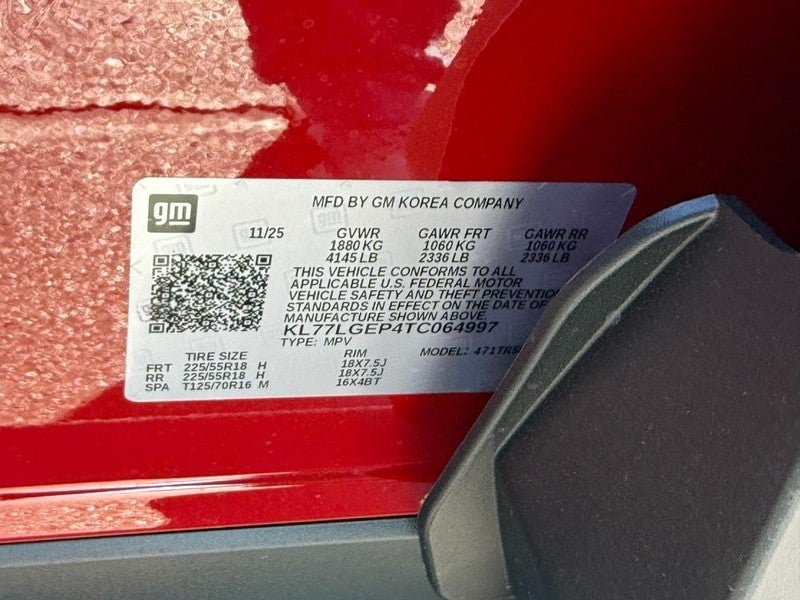 gm
MFD BY GM KOREA COMPANY
11/25 GVWR GAWR FRT GAWR RR
1880 KG 1060 KG 1060 KG
4145 LB 2336 LB 2336 LB
THIS VEHICLE CONFORMS TO ALL
APPLICABLE U.S. FEDERAL MOTOR
VEHICLE SAFETY AND THEFT PREVENTION
STANDARDS IN EFFECT ON THE DATE OF
MANUFACTURE SHOWN ABOVE.
KL77LGEP4TC064997
TYPE: MPV MODEL: 471TR5
TIRE SIZE RIM
FRT 225/55R18 H 18X7.5J
RR 225/55R18 H 18X7.5J
SPA T125/70R16 M 16X4BT